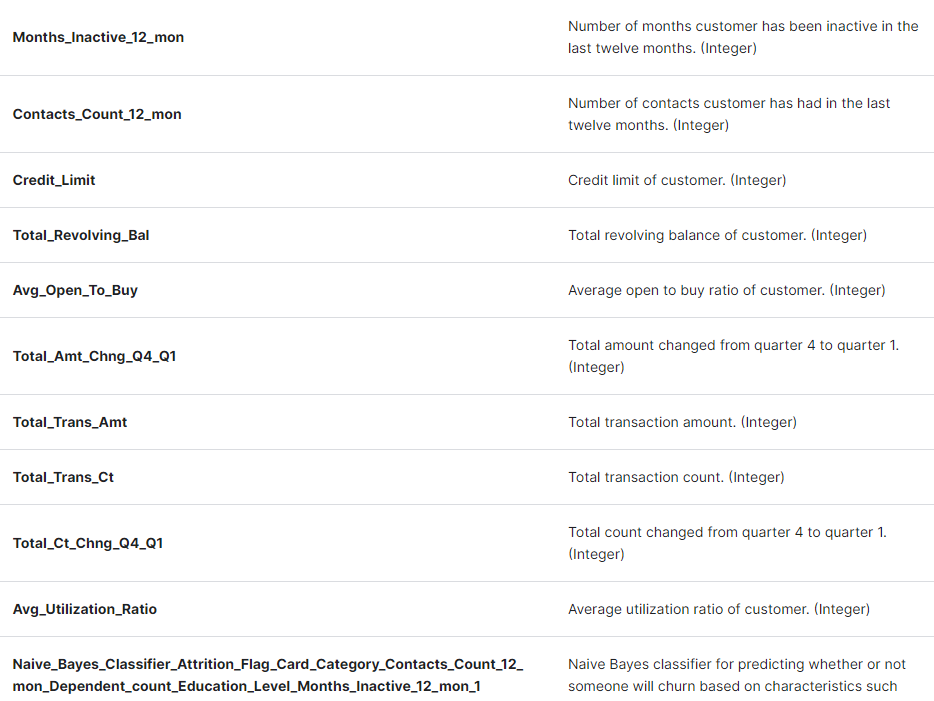 Months_Inactive_12_mon
Number of months customer has been inactive in the
last twelve months. (Integer)
Contacts_Count_12_mon
Number of contacts customer has had in the last
twelve months. (Integer)
Credit_Limit
Credit limit of customer. (Integer)
Total_Revolving_Bal
Total revolving balance of customer. (Integer)
Avg_Open_To_Buy
Average open to buy ratio of customer. (Integer)
Total_Amt_Chng_Q4_Q1
Total amount changed from quarter 4 to quarter 1.
(Integer)
Total_Trans_Amt
Total transaction amount. (Integer)
Total_Trans_Ct
Total transaction count. (Integer)
Total_Ct_Chng_Q4_Q1
Total count changed from quarter 4 to quarter 1.
(Integer)
Avg_Utilization_Ratio
Average utilization ratio of customer. (Integer)
Naive_Bayes_Classifier_Attrition_Flag_Card_Category_Contacts_Count_12_
mon_Dependent_count_Education_Level_Months_Inactive_12_mon_1
Naive Bayes classifier for predicting whether or not
someone will churn based on characteristics such